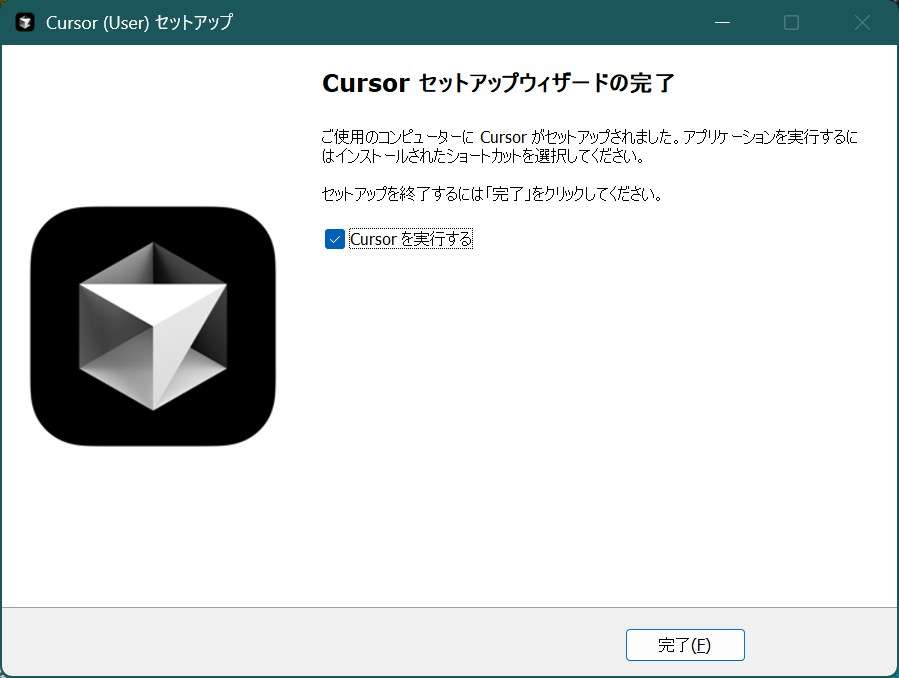 Cursor (User) セットアップ
Cursor セットアップウィザードの完了
ご使用のコンピューターに Cursor がセットアップされました。アプリケーションを実行するに
はインストールされたショートカットを選択してください。
セットアップを終了するには「完了」をクリックしてください。
Cursor を実行する
完了(F)